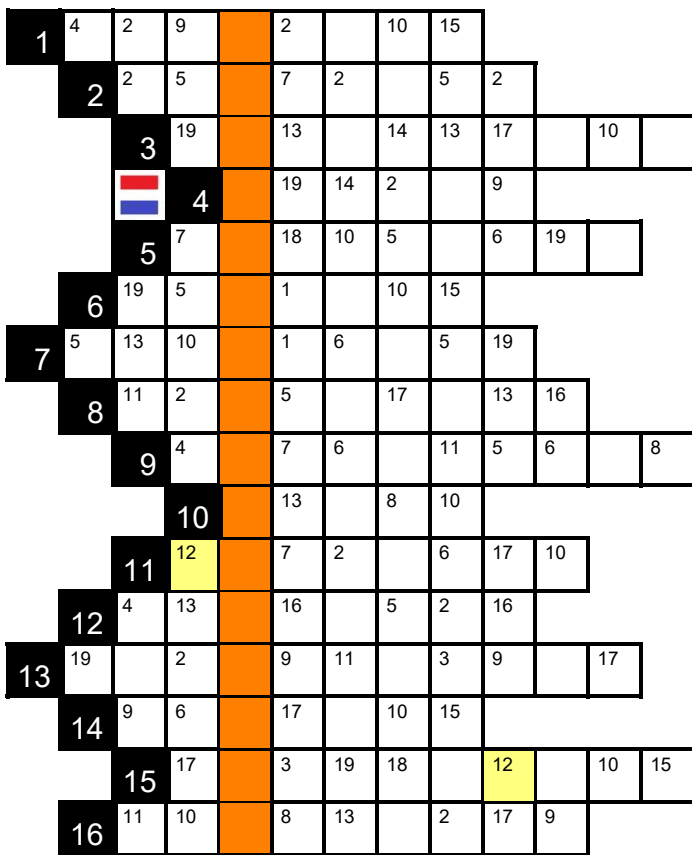 1 4 2 9 2 10 15
2 2 5 7 2 5 2
3 19 13 14 13 17 10
4 19 14 2 9
5 7 18 10 5 6 19
6 19 5 1 10 15
7 5 13 10 1 6 5 19
8 11 2 5 17 13 16
9 4 7 6 11 5 6 8
10 13 8 10
11 12 7 2 6 17 10
12 4 13 16 5 2 16
13 19 2 9 11 3 9 17
14 9 6 17 10 15
15 17 3 19 18 12 10 15
16 11 10 8 13 2 17 9